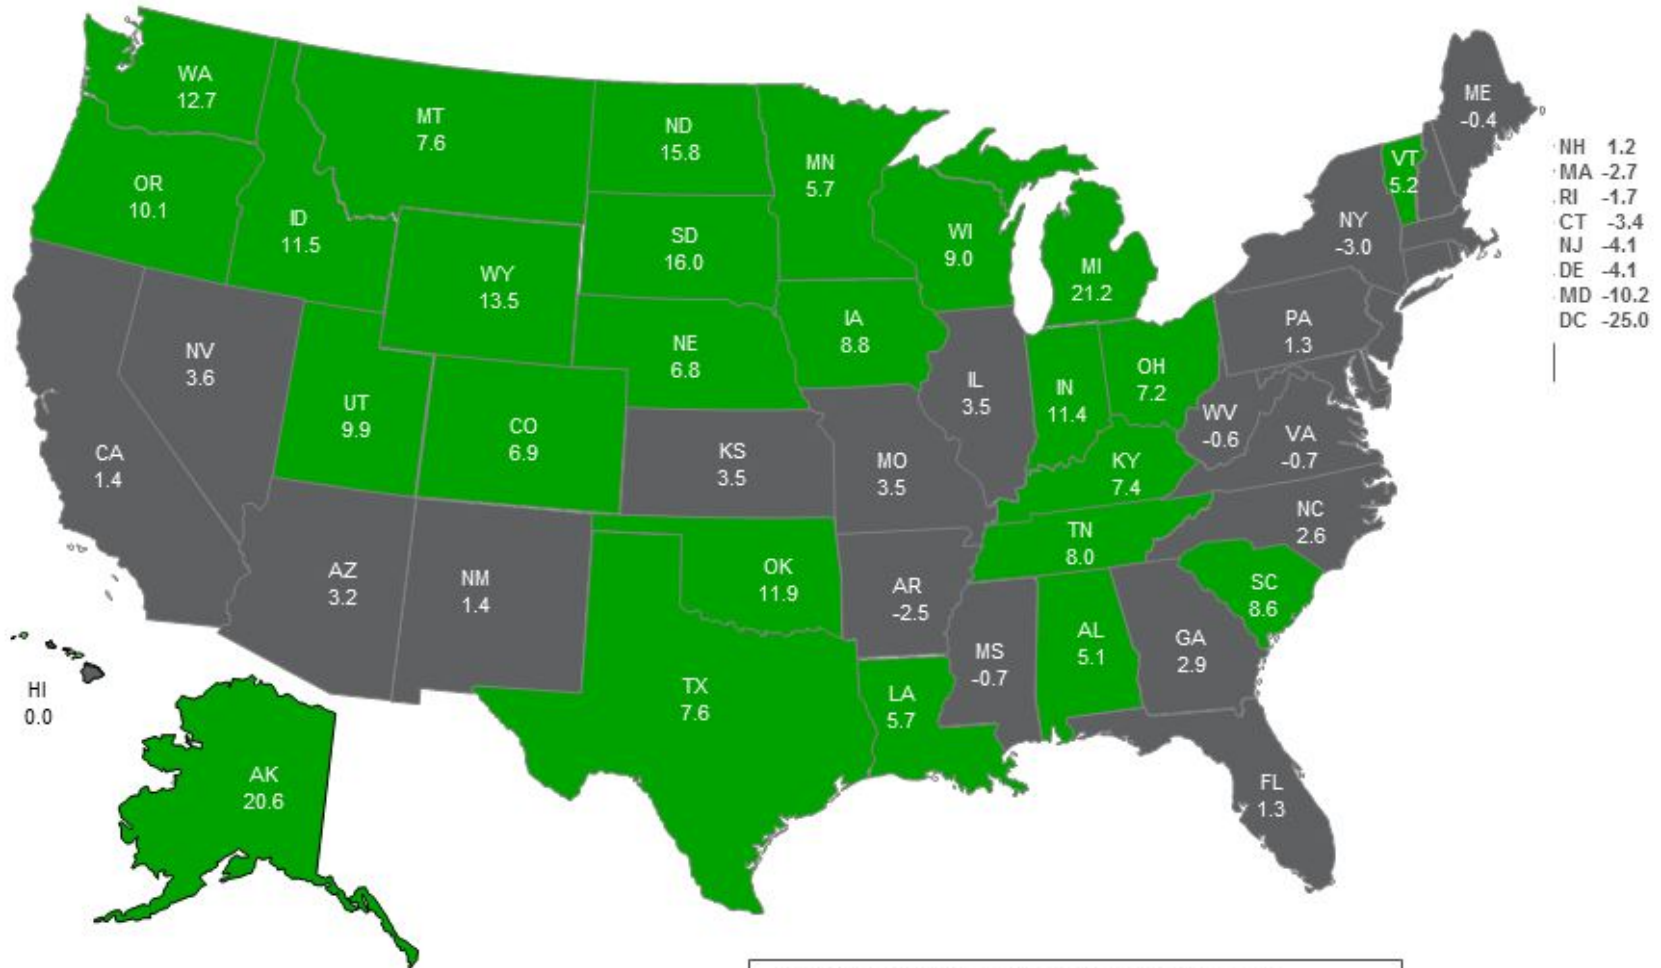 WA
12.7
MT
7.6
ND
15.8
MN
5.7
ME
-0.4
OR
10.1
ID
11.5
WY
13.5
SD
16.0
WI
9.0
MI
21.2
VT
5.2
NY
-3.0
NH 1.2
MA -2.7
RI -1.7
CT -3.4
NJ -4.1
DE -4.1
MD -10.2
DC -25.0
NV
3.6
UT
9.9
CO
6.9
NE
6.8
IA
8.8
IL
3.5
IN
11.4
OH
7.2
PA
1.3
CA
1.4
KS
3.5
MO
3.5
KY
7.4
WV
-0.6
VA
-0.7
AZ
3.2
NM
1.4
OK
11.9
AR
-2.5
TN
8.0
NC
2.6
SC
8.6
HI
0.0
TX
7.6
LA
5.7
MS
-0.7
AL
5.1
GA
2.9
AK
20.6
FL
1.3